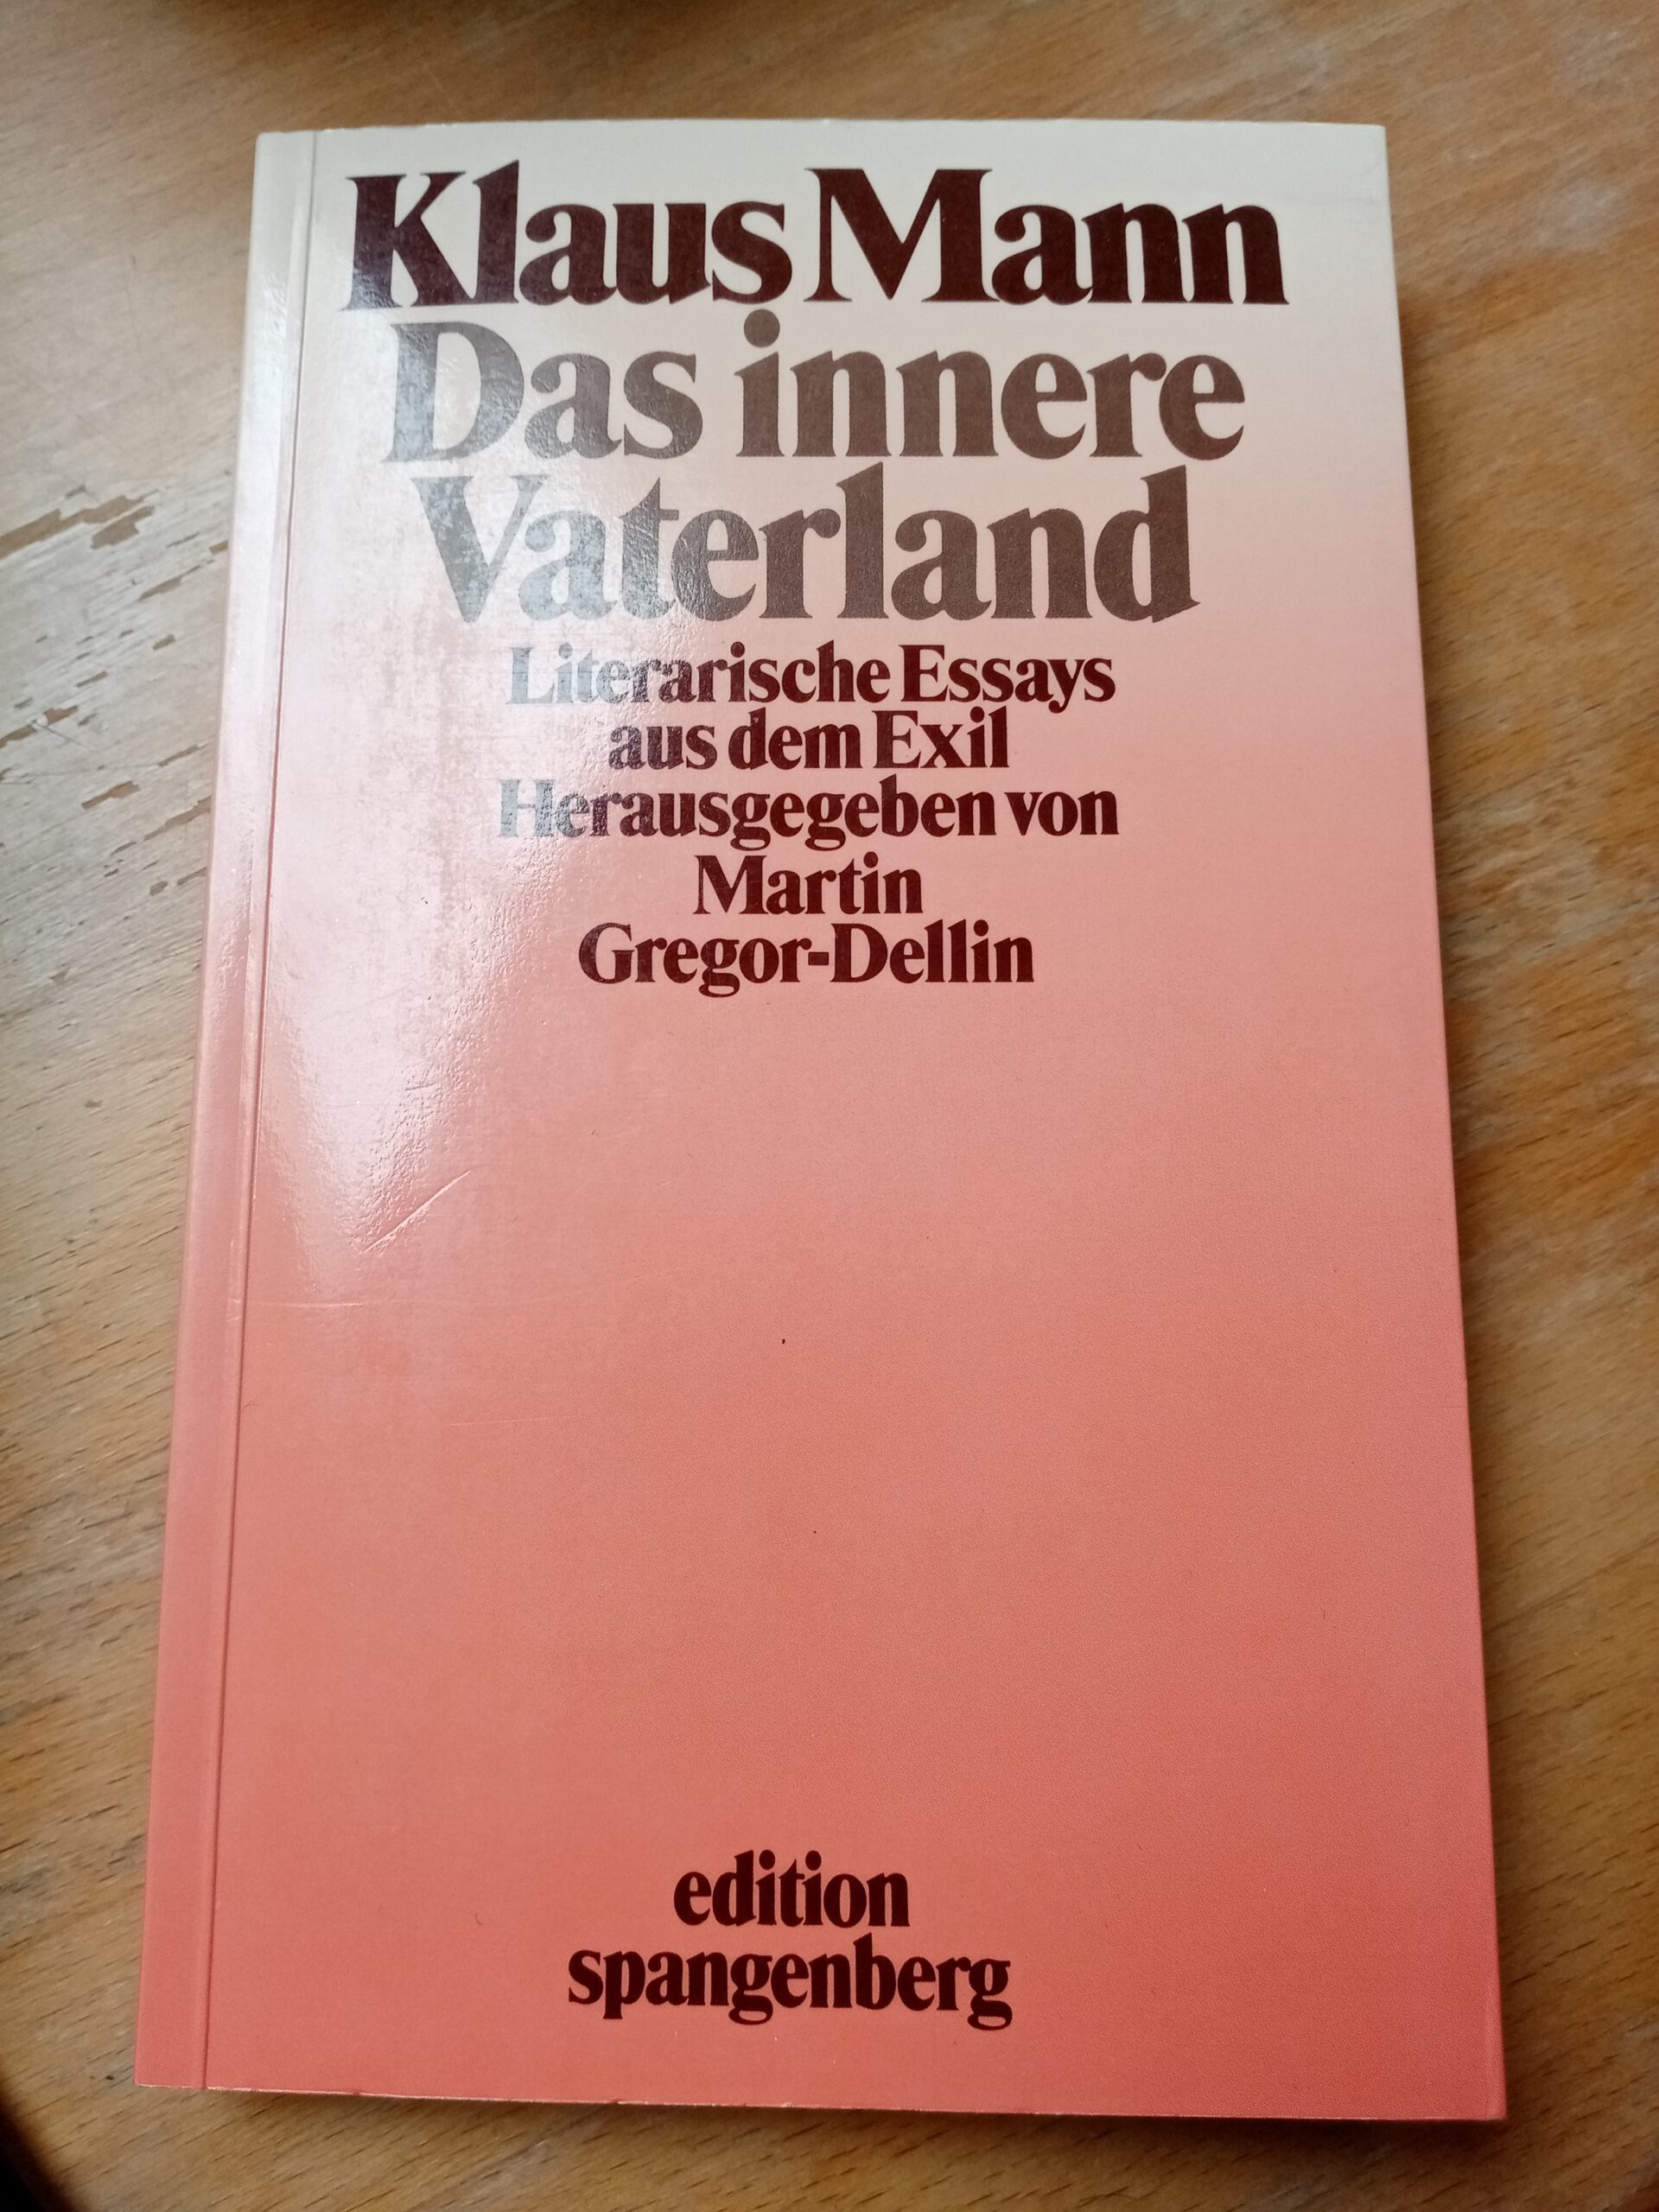 Klaus Mann
Das innere
Vaterland
Literarische Essays
aus dem Exil
Herausgegeben von
Martin
Gregor-Dellin
edition
spangenberg